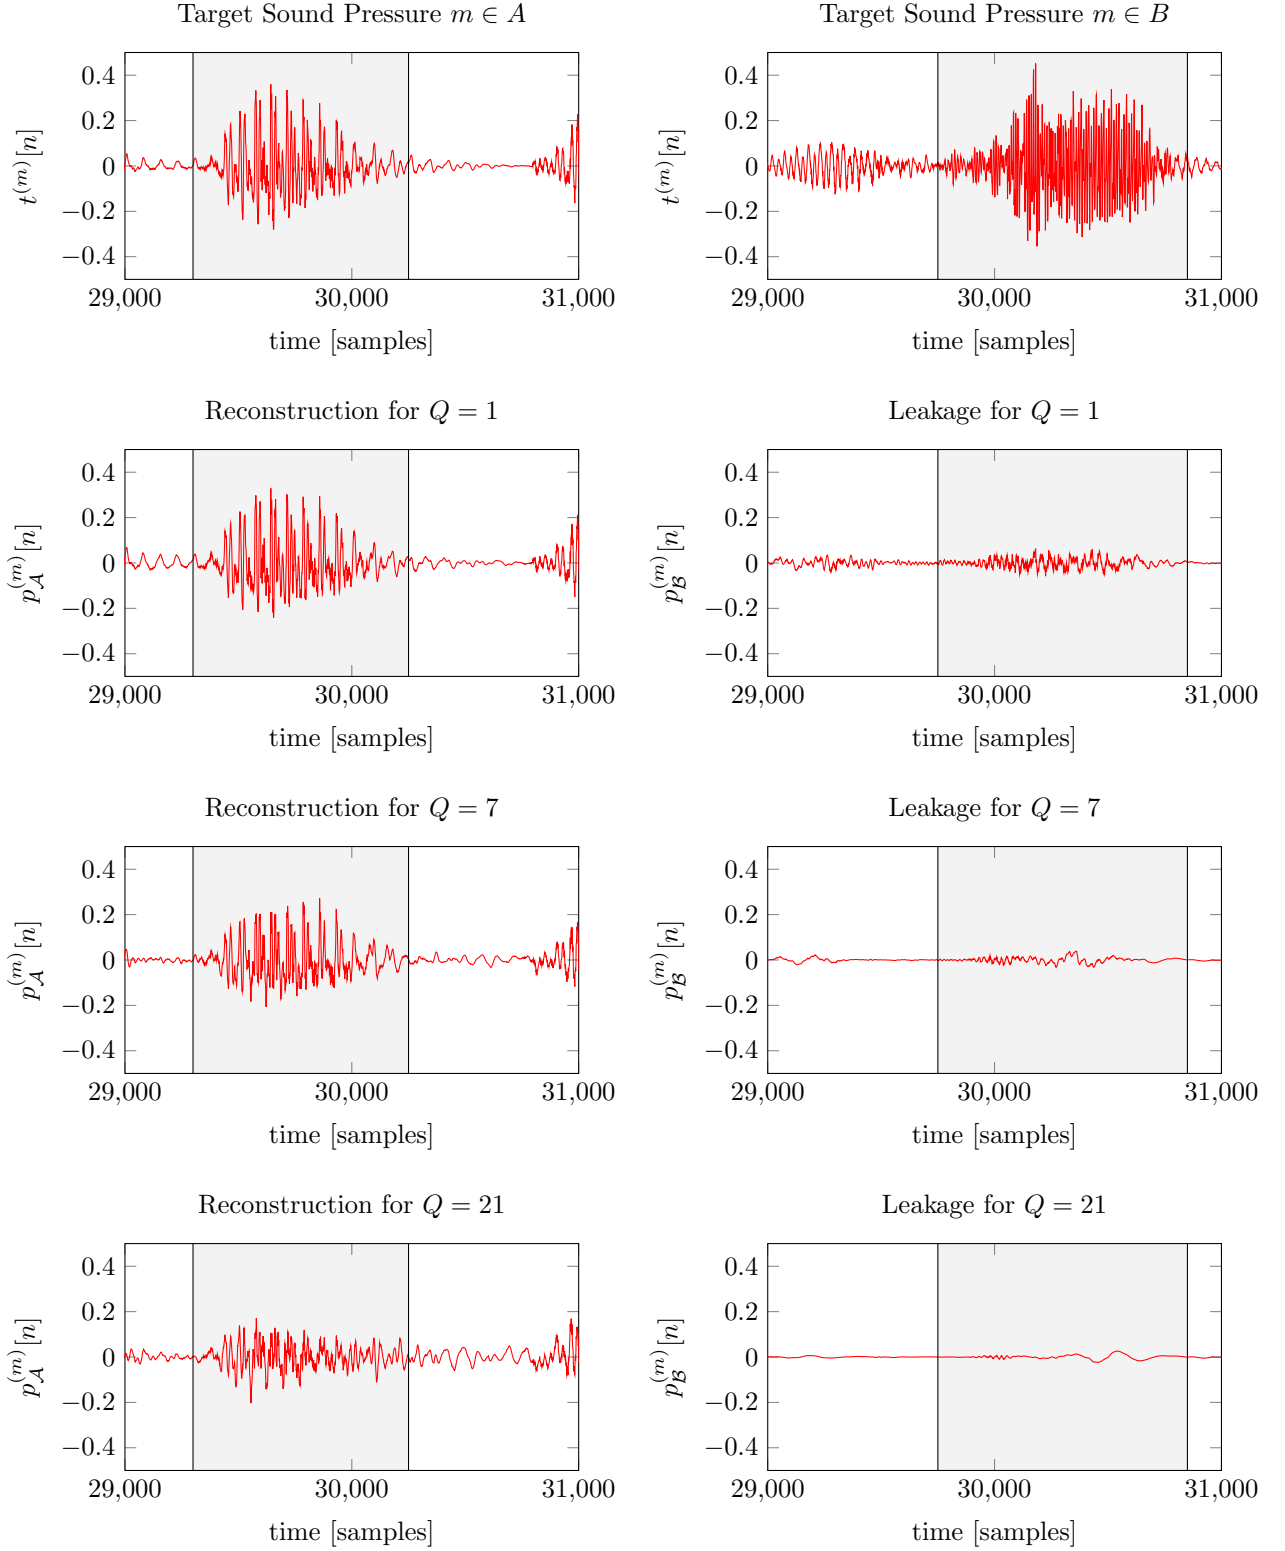 Target Sound Pressure m ∈ A
0.4
0.2
0
−0.2
−0.4
t^(m)[n]
29,000 30,000 31,000
time [samples]
Target Sound Pressure m ∈ B
0.4
0.2
0
−0.2
−0.4
t^(m)[n]
29,000 30,000 31,000
time [samples]
Reconstruction for Q = 1
0.4
0.2
0
−0.2
−0.4
p_𝒜^(m)[n]
29,000 30,000 31,000
time [samples]
Leakage for Q = 1
0.4
0.2
0
−0.2
−0.4
p_ℬ^(m)[n]
29,000 30,000 31,000
time [samples]
Reconstruction for Q = 7
0.4
0.2
0
−0.2
−0.4
p_𝒜^(m)[n]
29,000 30,000 31,000
time [samples]
Leakage for Q = 7
0.4
0.2
0
−0.2
−0.4
p_ℬ^(m)[n]
29,000 30,000 31,000
time [samples]
Reconstruction for Q = 21
0.4
0.2
0
−0.2
−0.4
p_𝒜^(m)[n]
29,000 30,000 31,000
time [samples]
Leakage for Q = 21
0.4
0.2
0
−0.2
−0.4
p_ℬ^(m)[n]
29,000 30,000 31,000
time [samples]